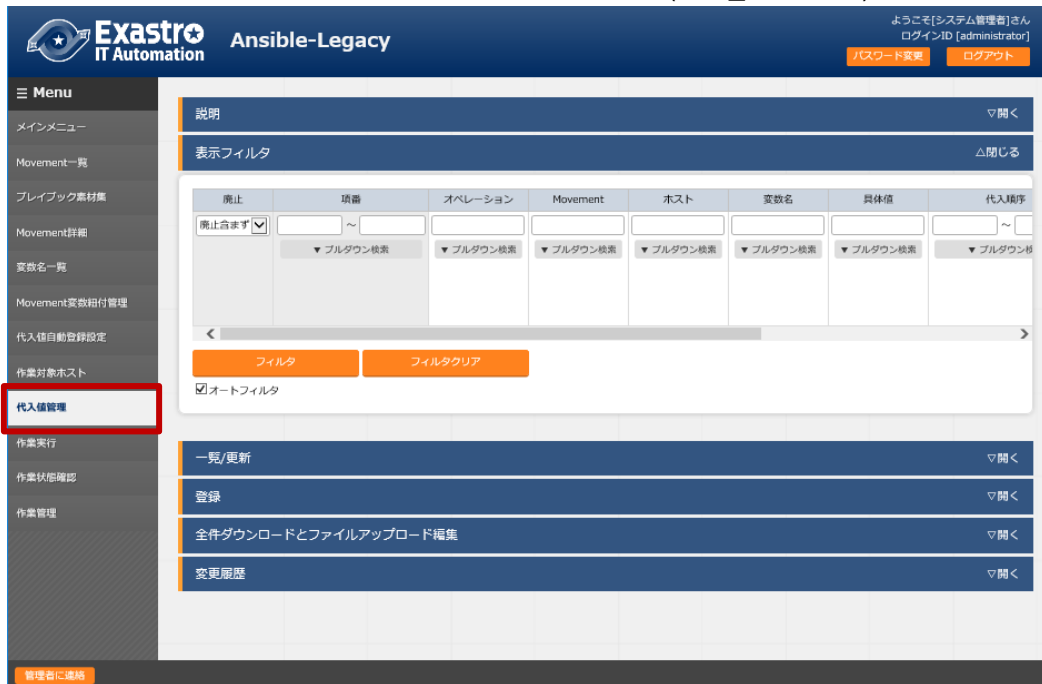 ようこそ[システム管理者]さん
Exastro
IT Automation
Ansible-Legacy
ログインID [administrator]
パスワード変更
ログアウト
Menu
メインメニュー
Movement一覧
プレイブック素材集
Movement詳細
変数名一覧
Movement変数紐付管理
代入値自動登録設定
作業対象ホスト
代入値管理
作業実行
作業状態確認
作業管理
説明
▽開く
表示フィルタ
△閉じる
廃止
項番
オペレーション
Movement
ホスト
変数名
具体値
代入順序
廃止含まず
～
～
▼ プルダウン検索
▼ プルダウン検索
▼ プルダウン検索
▼ プルダウン検索
▼ プルダウン検索
▼ プルダウン検索
▼ プルダウン検
フィルタ
フィルタクリア
オートフィルタ
一覧/更新
▽開く
登録
▽開く
全件ダウンロードとファイルアップロード編集
▽開く
変更履歴
▽開く
管理者に連絡